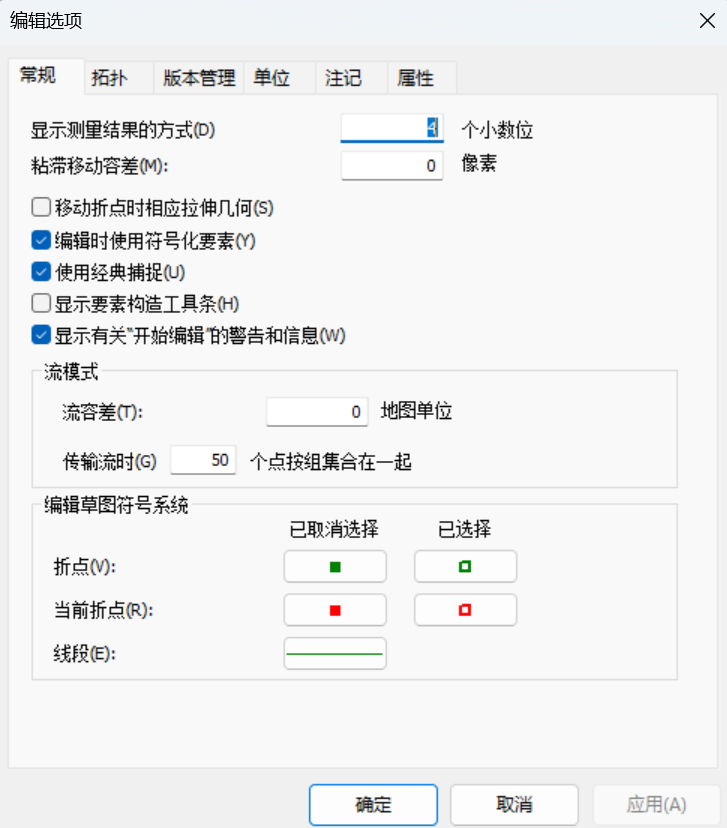 编辑选项
常规 拓扑 版本管理 单位 注记 属性
显示测量结果的方式(D) 4 个小数位
粘滞移动容差(M): 0 像素
移动折点时相应拉伸几何(S)
编辑时使用符号化要素(Y)
使用经典捕捉(U)
显示要素构造工具条(H)
显示有关“开始编辑”的警告和信息(W)
流模式
流容差(T): 0 地图单位
传输流时(G) 50 个点按组集合在一起
编辑草图符号系统
已取消选择 已选择
折点(V):
当前折点(R):
线段(E):
确定 取消 应用(A)